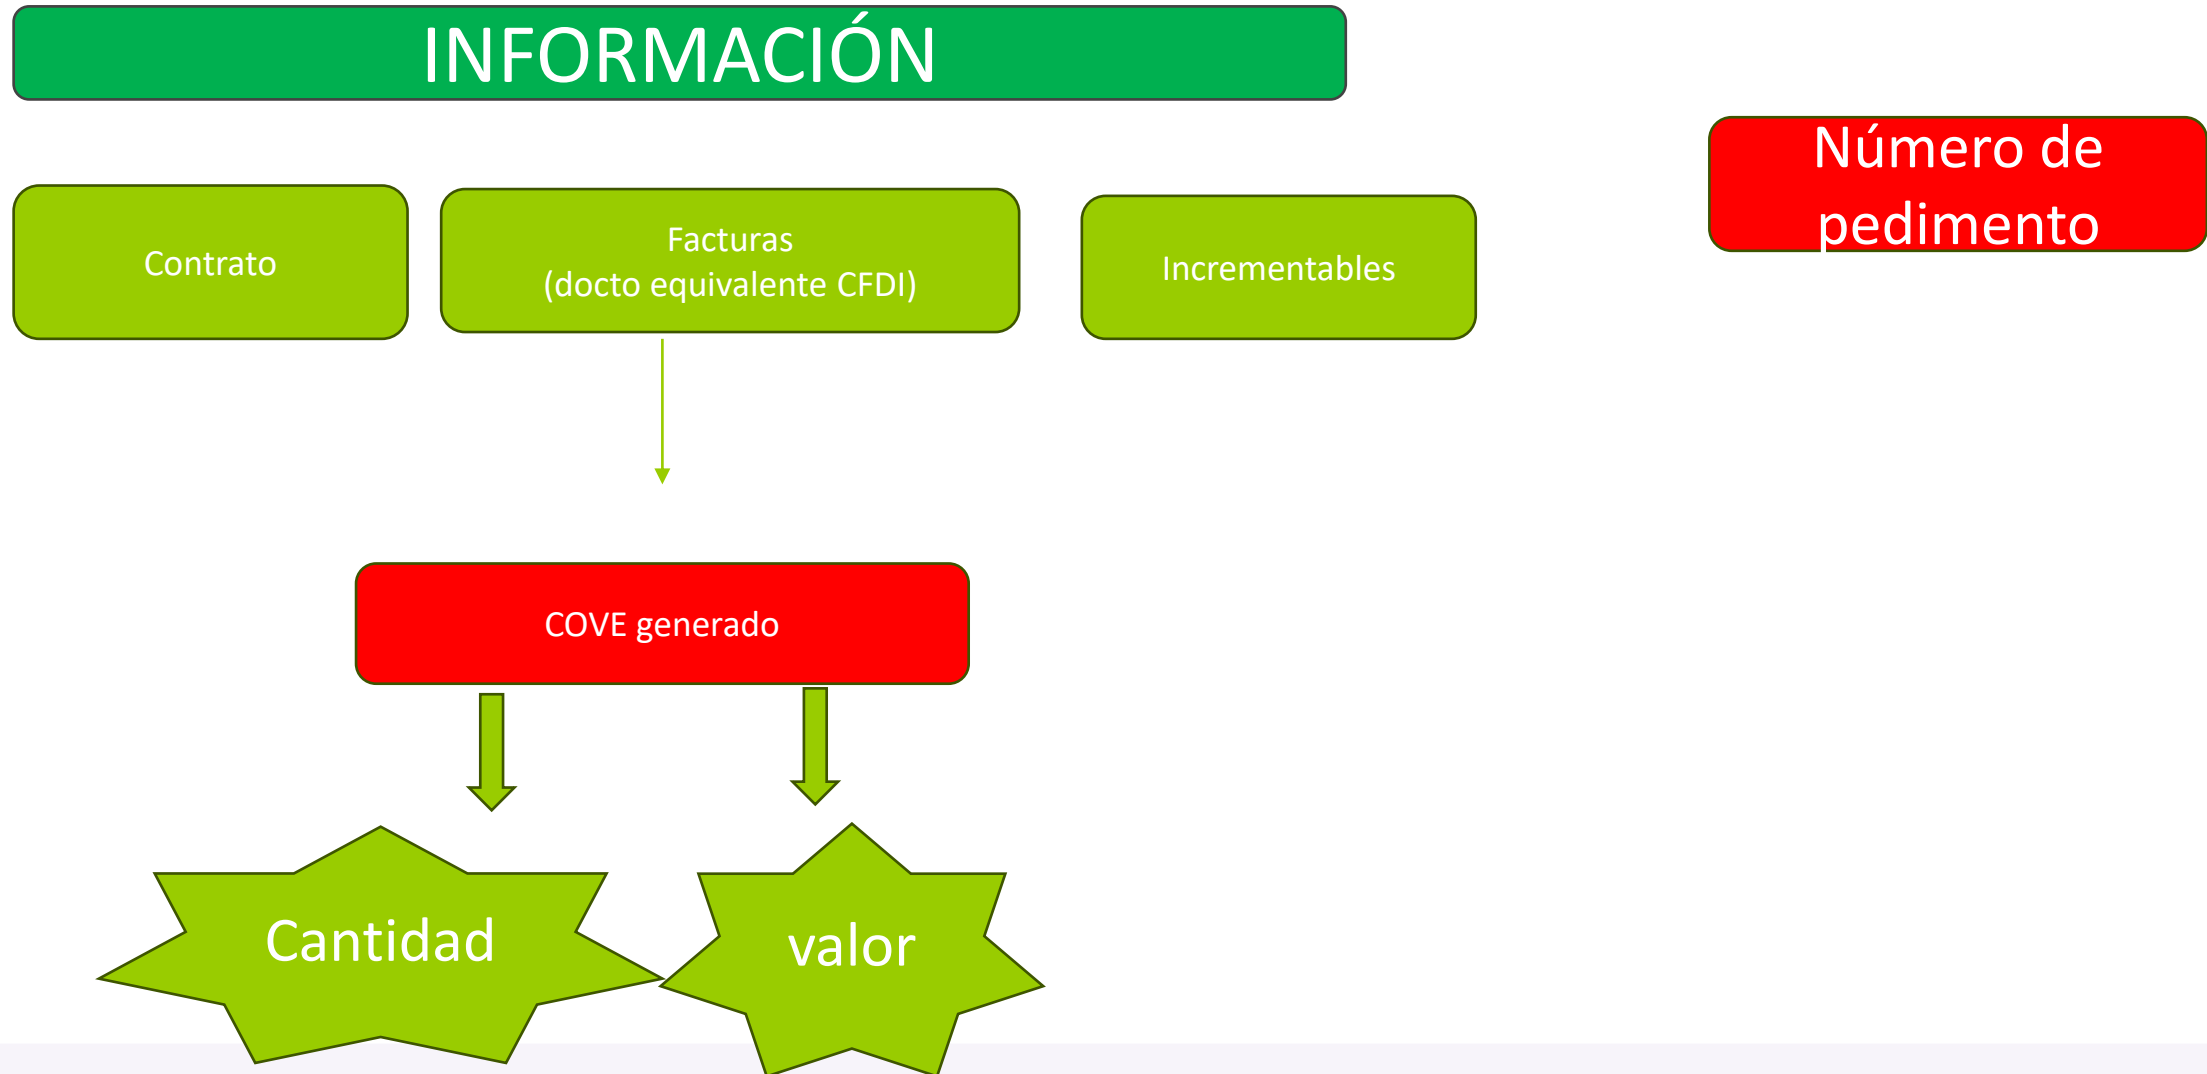 INFORMACIÓN
Número de
pedimento
Contrato
Facturas
(docto equivalente CFDI)
Incrementables
COVE generado
Cantidad
valor